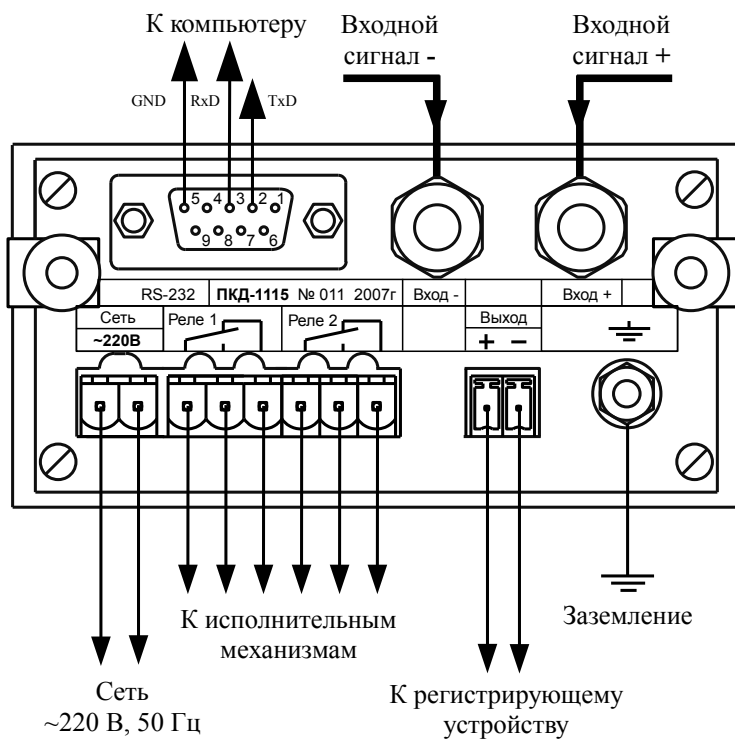 К компьютеру
Входной
сигнал -
Входной
сигнал +
GND RxD TxD
5 4 3 2 1
9 8 7 6
RS-232 ПКД-1115 № 011 2007г Вход - Вход +
Сеть
~220В
Реле 1
Реле 2
Выход
+ −
К исполнительным
механизмам
Заземление
Сеть
~220 В, 50 Гц
К регистрирующему
устройству